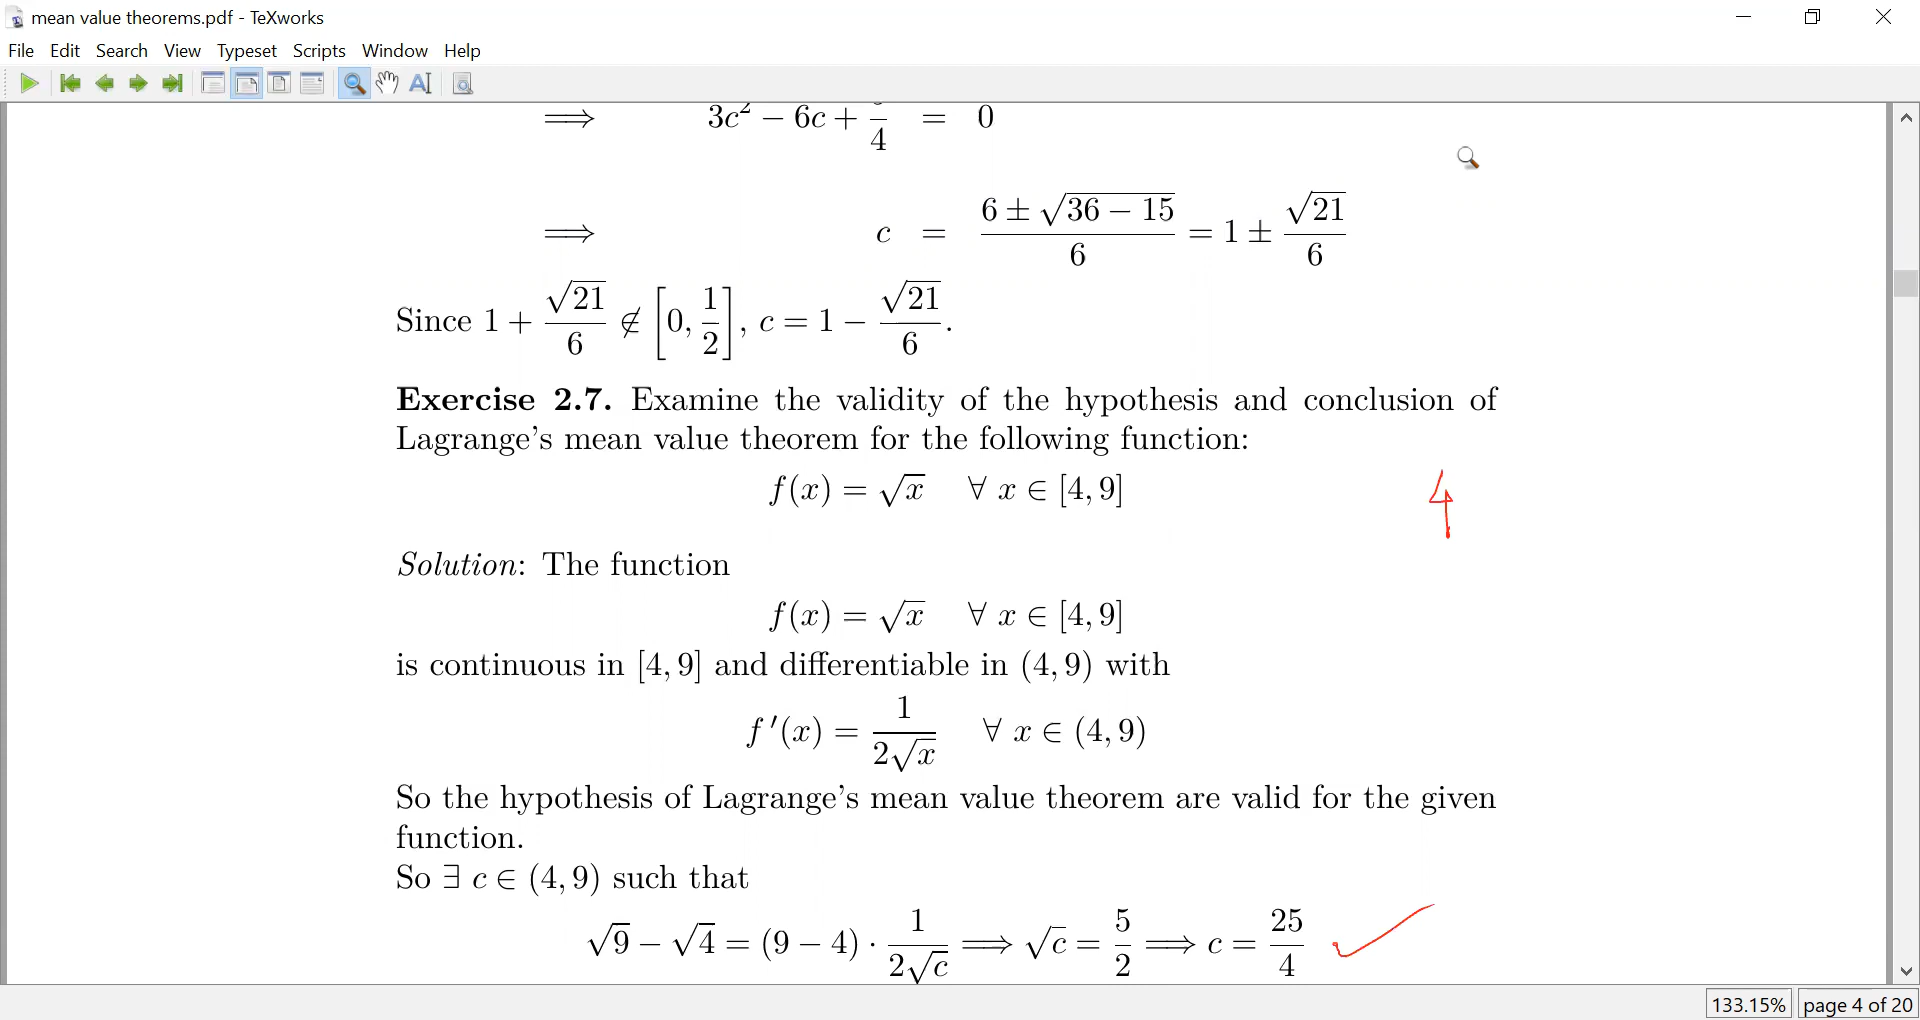 mean value theorems.pdf - TeXworks
File Edit Search View Typeset Scripts Window Help
⟹ 3c² − 6c + /4 = 0
⟹ c = (6 ± √(36 − 15))/6 = 1 ± √21/6
Since 1 + √21/6 ∉ [0, 1/2], c = 1 − √21/6.
Exercise 2.7. Examine the validity of the hypothesis and conclusion of
Lagrange's mean value theorem for the following function:
f(x) = √x ∀ x ∈ [4, 9]
4
Solution: The function
f(x) = √x ∀ x ∈ [4, 9]
is continuous in [4, 9] and differentiable in (4, 9) with
f ′(x) = 1/(2√x) ∀ x ∈ (4, 9)
So the hypothesis of Lagrange's mean value theorem are valid for the given
function.
So ∃ c ∈ (4, 9) such that
√9 − √4 = (9 − 4) · 1/(2√c) ⟹ √c = 5/2 ⟹ c = 25/4
133.15% page 4 of 20